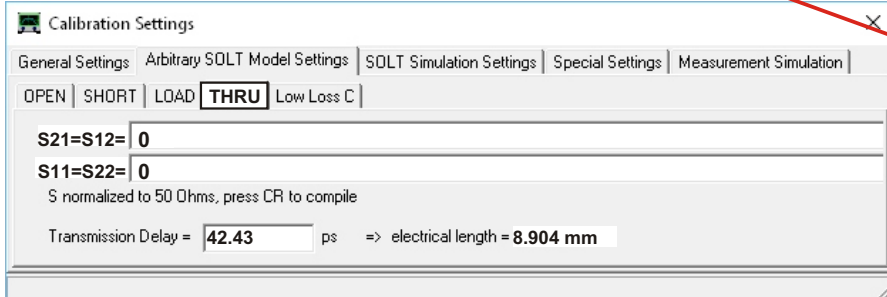 Calibration Settings
General Settings Arbitrary SOLT Model Settings SOLT Simulation Settings Special Settings Measurement Simulation
OPEN SHORT LOAD THRU Low Loss C
S21=S12= 0
S11=S22= 0
S normalized to 50 Ohms, press CR to compile
Transmission Delay = 42.43 ps => electrical length = 8.904 mm